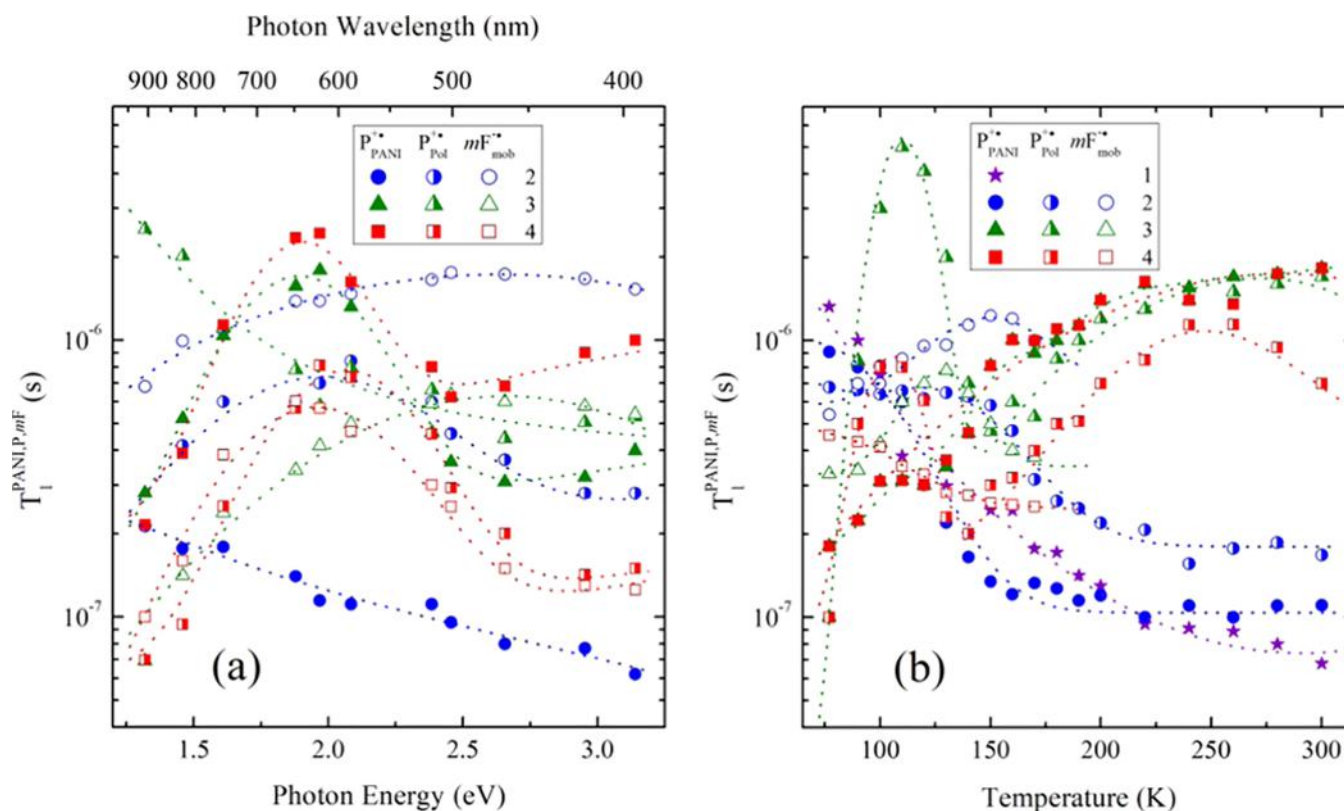 Photon Wavelength (nm)
900 800 700 600 500 400
P+•PANI P+•Pol mF-•mob
2
3
4
T1PANI,P,mF (s)
10-6
10-7
(a)
1.5 2.0 2.5 3.0
Photon Energy (eV)
P+•PANI P+•Pol mF-•mob
1
2
3
4
T1PANI,P,mF (s)
10-6
10-7
(b)
100 150 200 250 300
Temperature (K)